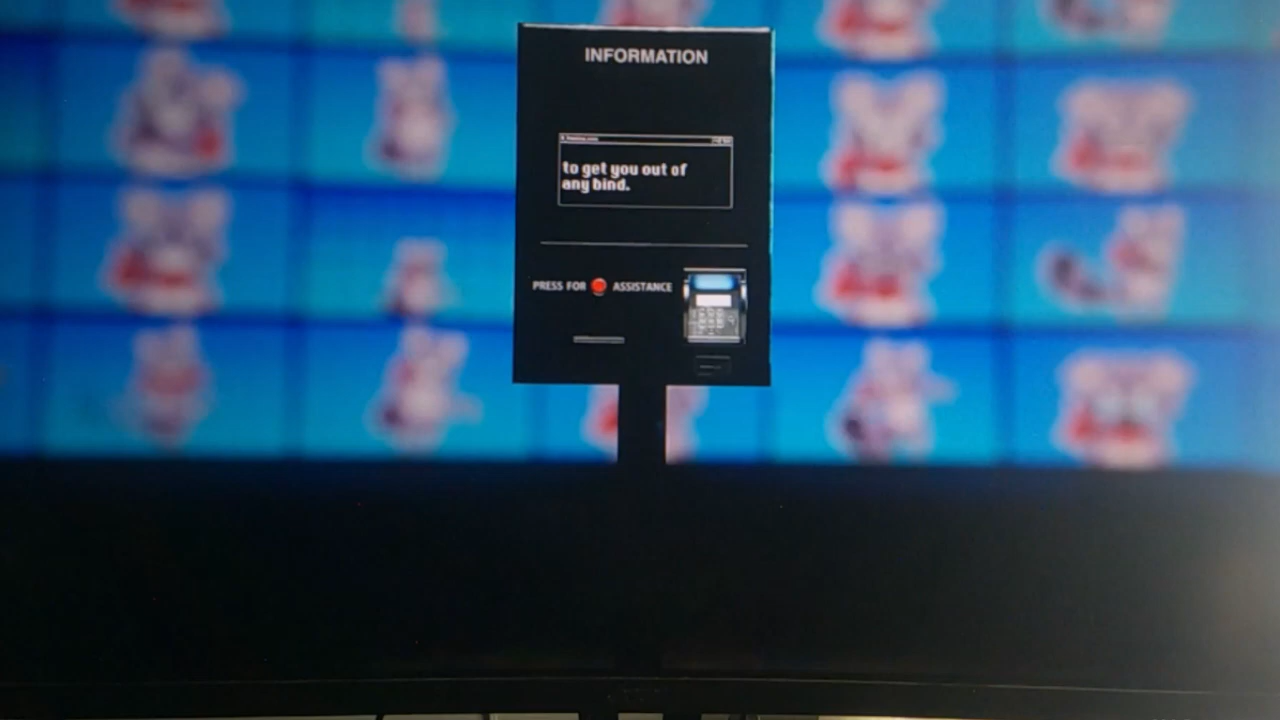 INFORMATION
to get you out of
any bind.
PRESS FOR ASSISTANCE